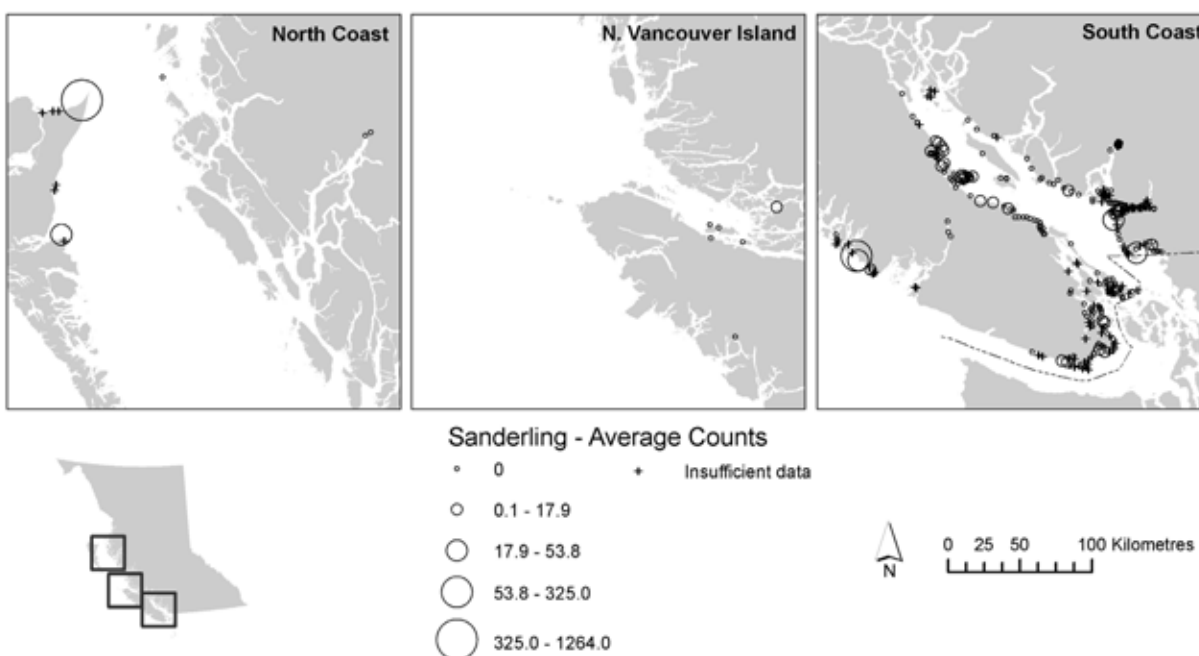 North Coast
N. Vancouver Island
South Coast
Sanderling - Average Counts
0
Insufficient data
0.1 - 17.9
17.9 - 53.8
53.8 - 325.0
325.0 - 1264.0
N
0 25 50 100 Kilometres